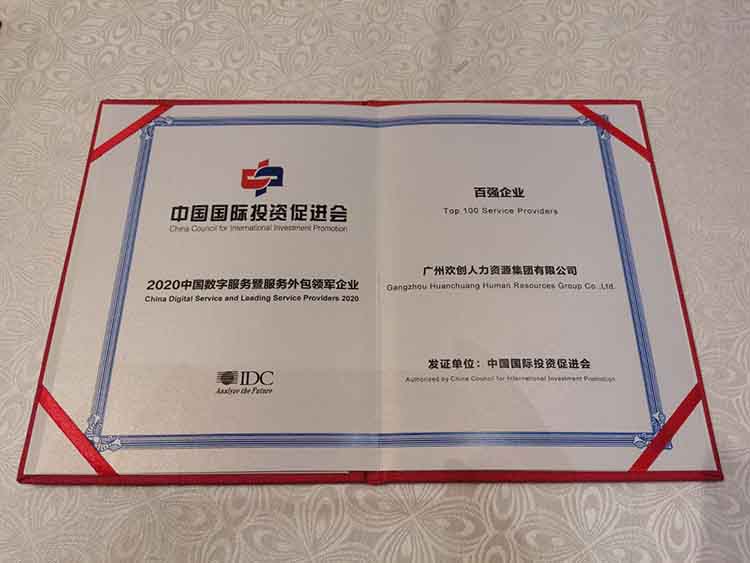 中国国际投资促进会
China Council for International Investment Promotion
2020中国数字服务暨服务外包领军企业
China Digital Service and Leading Service Providers 2020
IDC
Analyze the Future
百强企业
Top 100 Service Providers
广州欢创人力资源集团有限公司
Gangzhou Huanchuang Human Resources Group Co.,Ltd.
发证单位：中国国际投资促进会
Authorized by China Council for International Investment Promotion